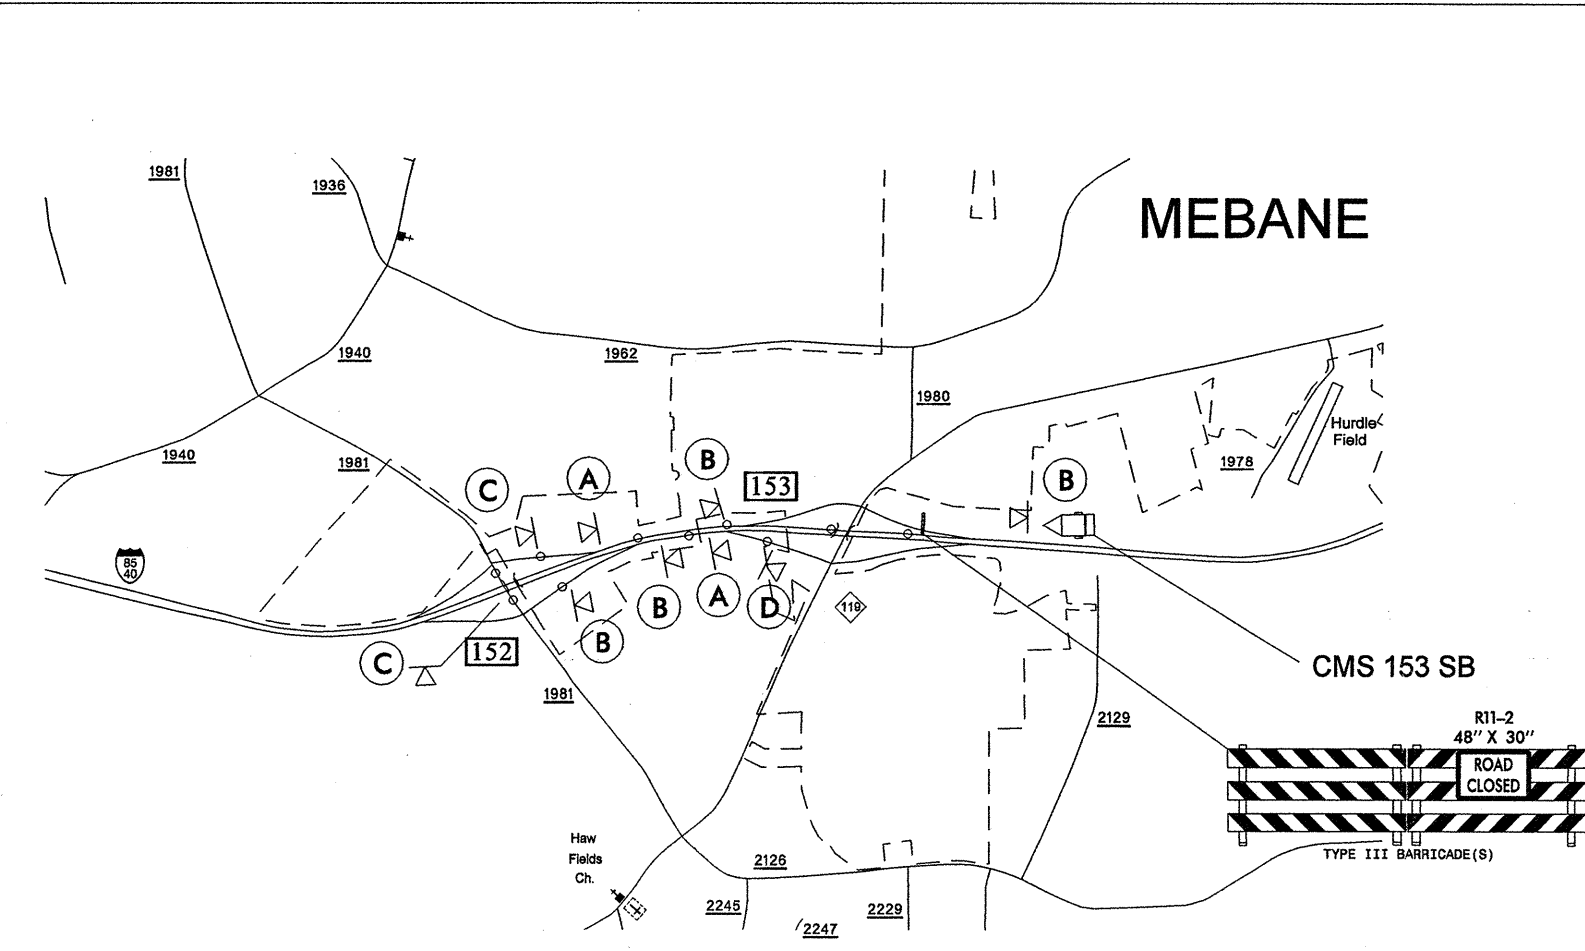 1981
1936
MEBANE
1940
1962
1980
Hurdle
Field
1940
1981
1978
C
A
B
153
B
85
40
B
A
D
119
C
152
B
CMS 153 SB
1981
2129
R11-2
48" X 30"
ROAD
CLOSED
TYPE III BARRICADE(S)
Haw
Fields
Ch.
2126
2245
2247
2229